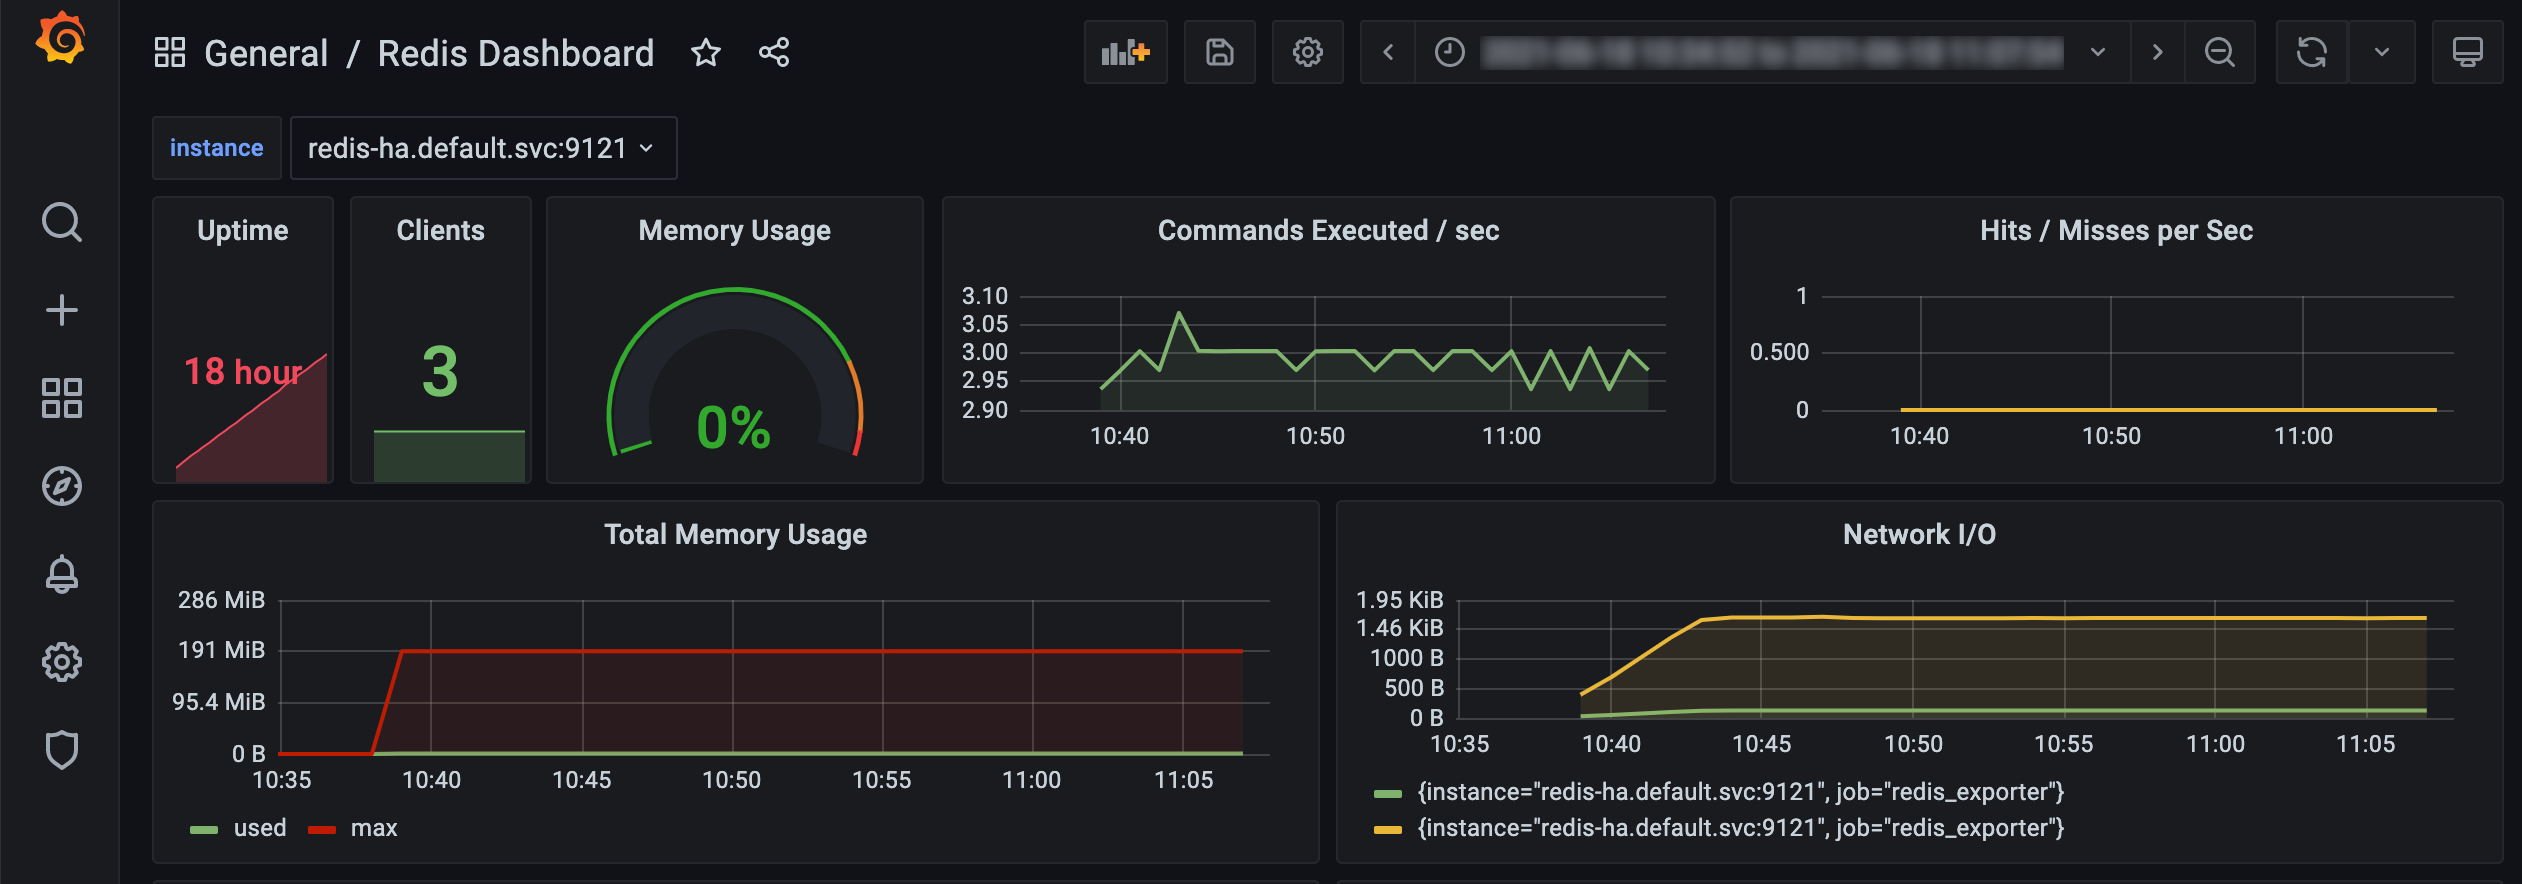 General / Redis Dashboard
instance redis-ha.default.svc:9121
Uptime
18 hour
Clients
3
Memory Usage
0%
Commands Executed / sec
3.10
3.05
3.00
2.95
2.90
10:40 10:50 11:00
Hits / Misses per Sec
1
0.500
0
10:40 10:50 11:00
Total Memory Usage
286 MiB
191 MiB
95.4 MiB
0 B
10:35 10:40 10:45 10:50 10:55 11:00 11:05
used max
Network I/O
1.95 KiB
1.46 KiB
1000 B
500 B
0 B
10:35 10:40 10:45 10:50 10:55 11:00 11:05
{instance="redis-ha.default.svc:9121", job="redis_exporter"}
{instance="redis-ha.default.svc:9121", job="redis_exporter"}